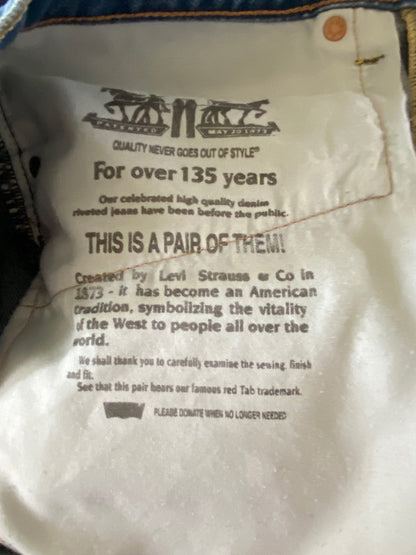 PATENTED MAY 20 1873
QUALITY NEVER GOES OUT OF STYLE®
For over 135 years
Our celebrated high quality denim
riveted jeans have been before the public.
THIS IS A PAIR OF THEM!
Created by Levi Strauss & Co in
1873 - it has become an American
tradition, symbolizing the vitality
of the West to people all over the
world.
We shall thank you to carefully examine the sewing, finish
and fit.
See that this pair bears our famous red Tab trademark.
PLEASE DONATE WHEN NO LONGER NEEDED